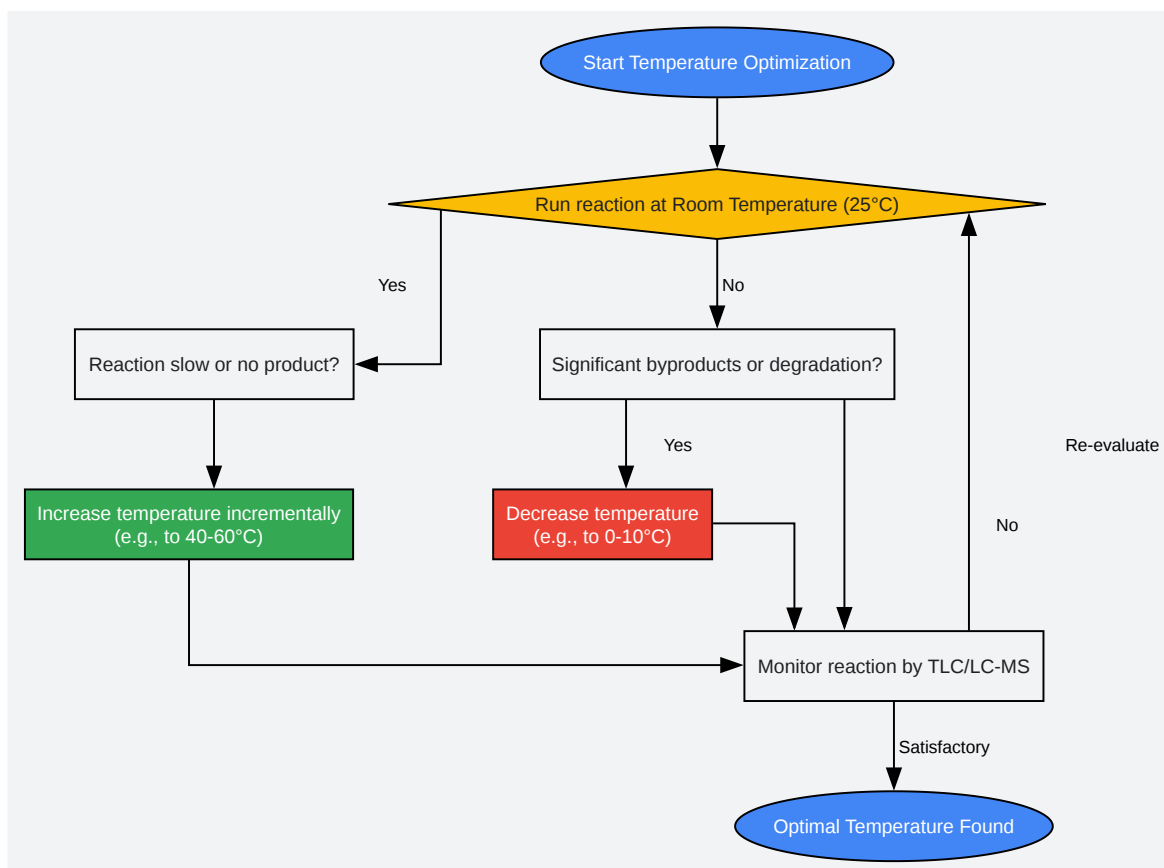 Start Temperature Optimization
Run reaction at Room Temperature (25°C)
Yes
No
Reaction slow or no product?
Significant byproducts or degradation?
Yes
Re-evaluate
Increase temperature incrementally
(e.g., to 40-60°C)
Decrease temperature
(e.g., to 0-10°C)
No
Monitor reaction by TLC/LC-MS
Satisfactory
Optimal Temperature Found